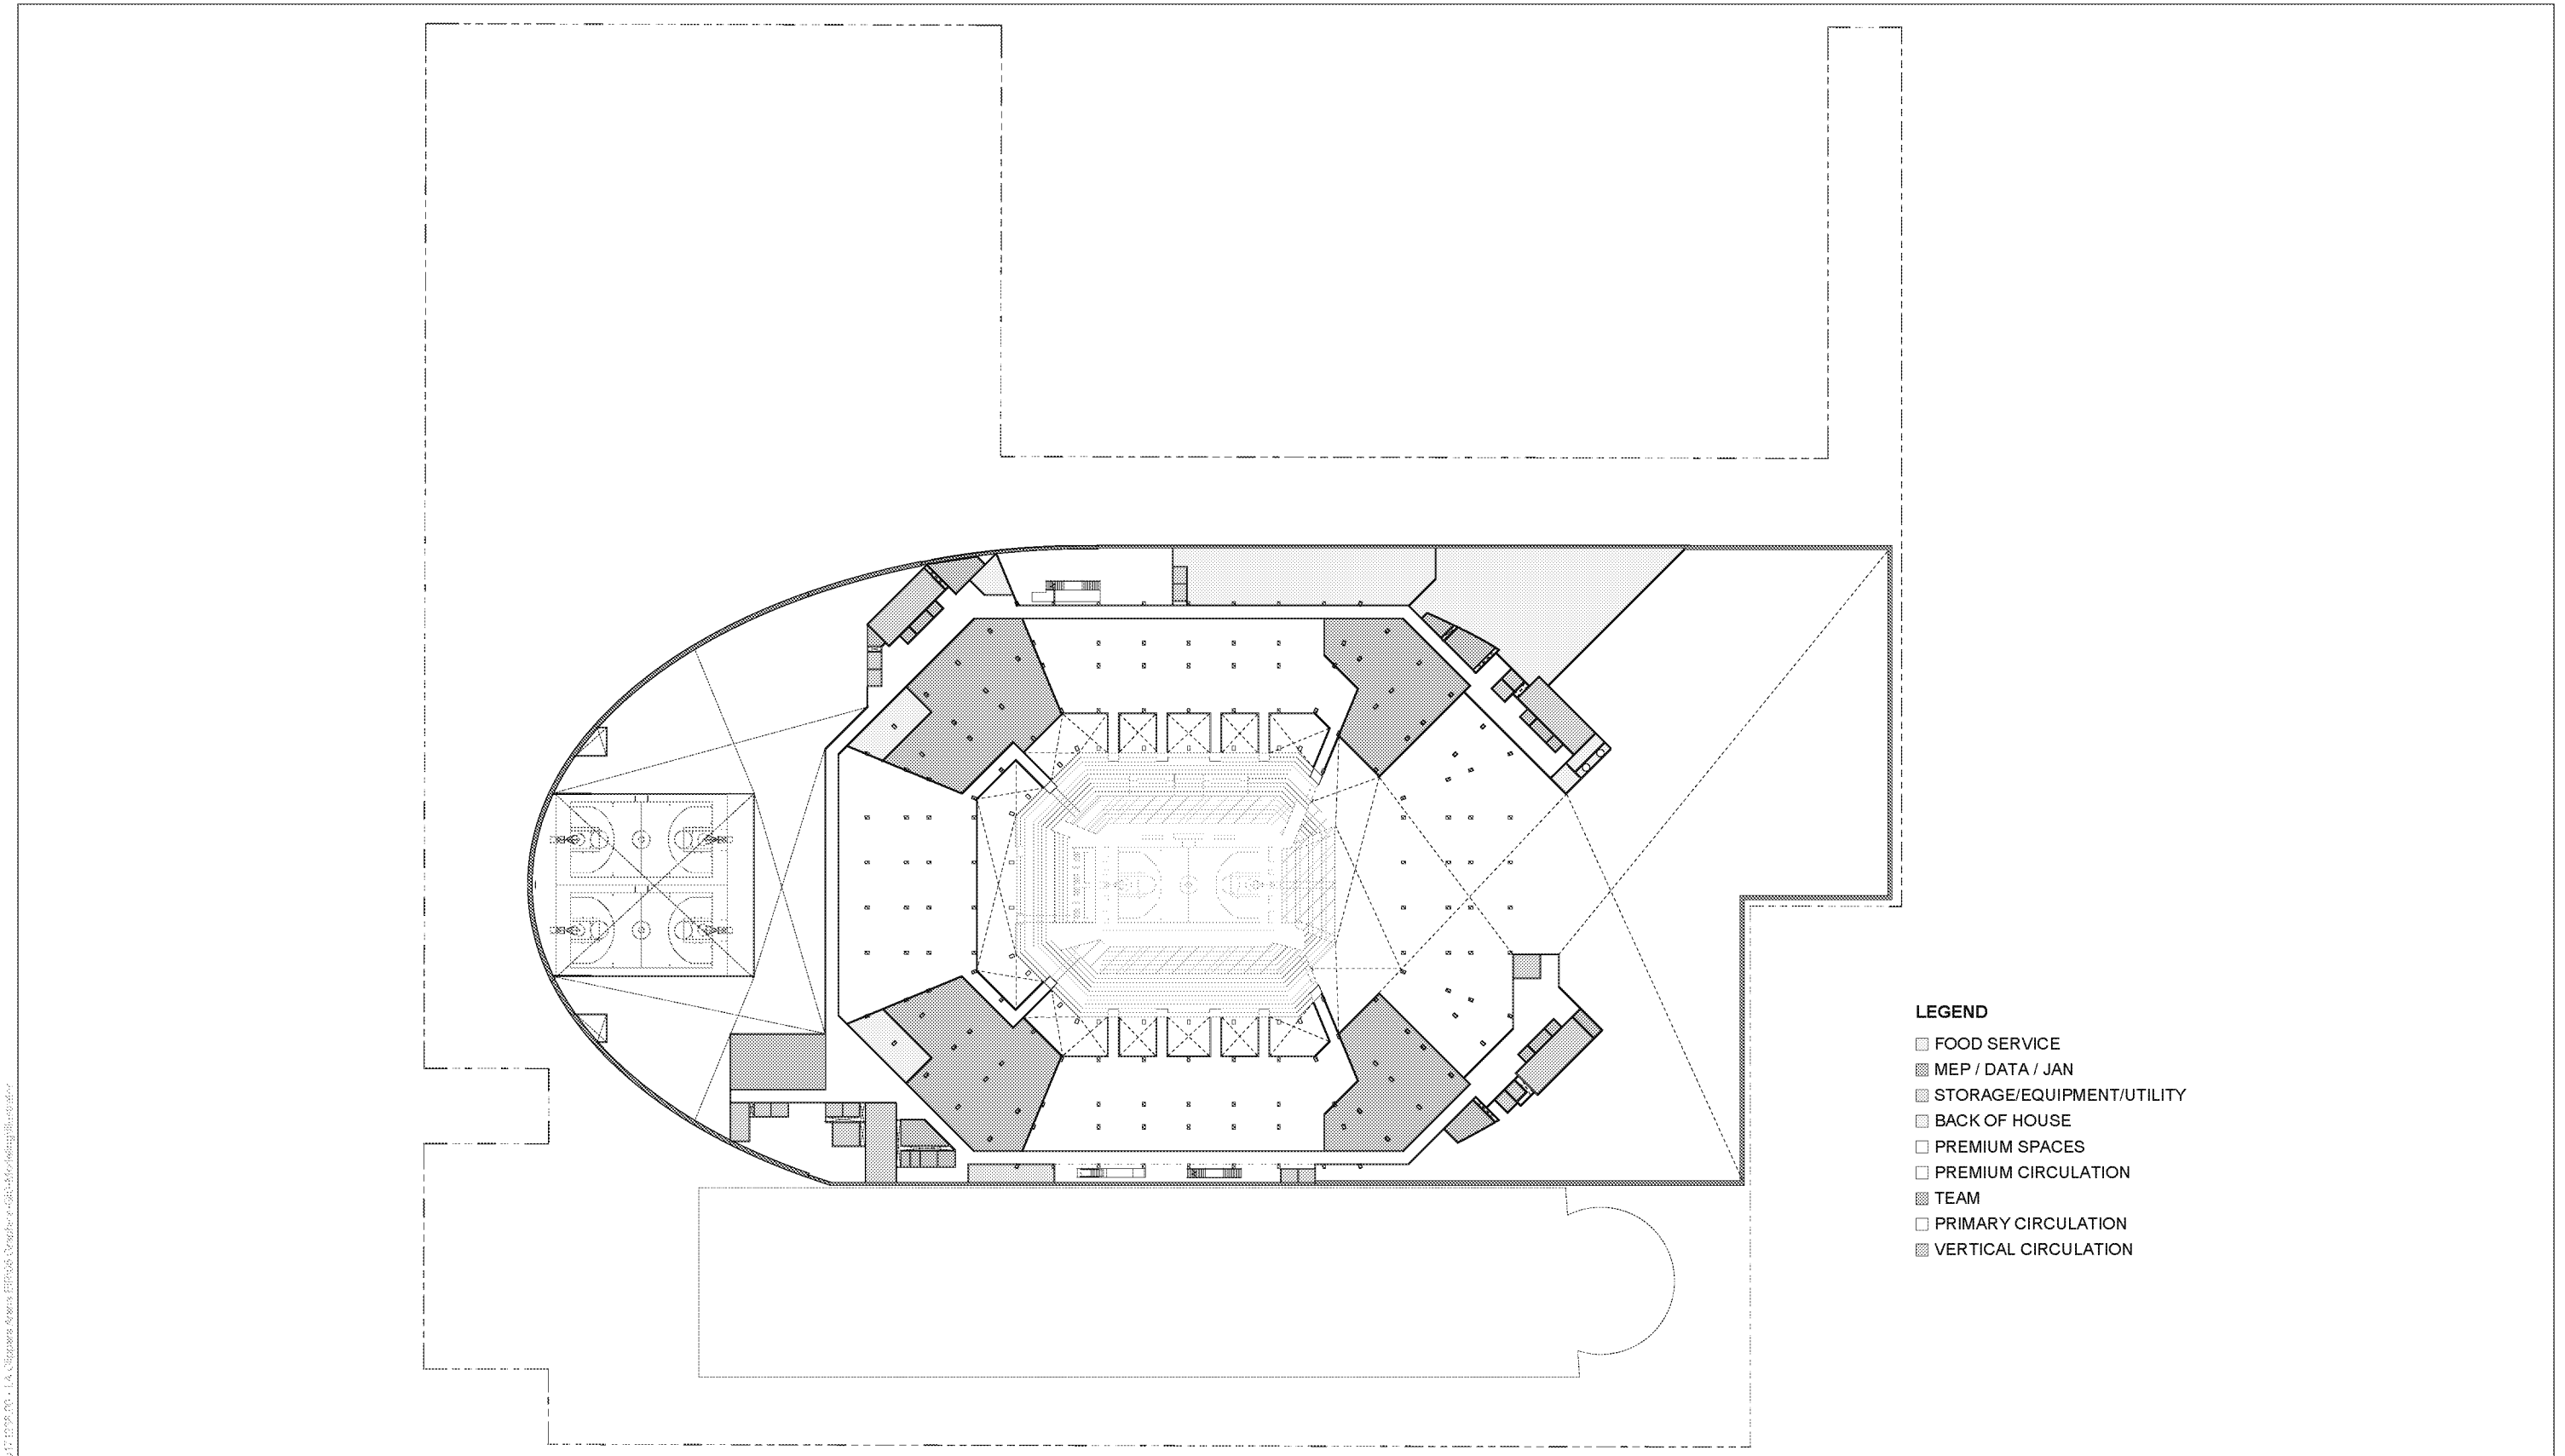 LEGEND
FOOD SERVICE
MEP / DATA / JAN
STORAGE/EQUIPMENT/UTILITY
BACK OF HOUSE
PREMIUM SPACES
PREMIUM CIRCULATION
TEAM
PRIMARY CIRCULATION
VERTICAL CIRCULATION